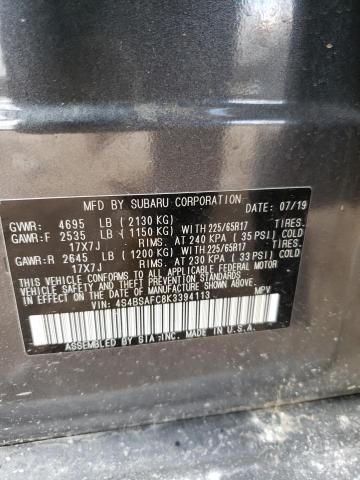 MFD BY SUBARU CORPORATION DATE: 07/19
GVWR: 4695 LB (2130 KG)
GAWR:F 2535 LB (1150 KG) WITH 225/65R17 TIRES.
17X7J RIMS. AT 240 KPA (35 PSI) COLD
GAWR:R 2645 LB (1200 KG) WITH 225/65R17 TIRES.
17X7J RIMS. AT 230 KPA (33 PSI) COLD
THIS VEHICLE CONFORMS TO ALL APPLICABLE FEDERAL MOTOR
VEHICLE SAFETY, BUMPER, AND THEFT PREVENTION STANDARDS
IN EFFECT ON THE DATE OF MANUFACTURE SHOWN ABOVE.
VIN: 4S4BSAFC8K3394113 MPV
ASSEMBLED BY SIA.INC. MADE IN U.S.A.